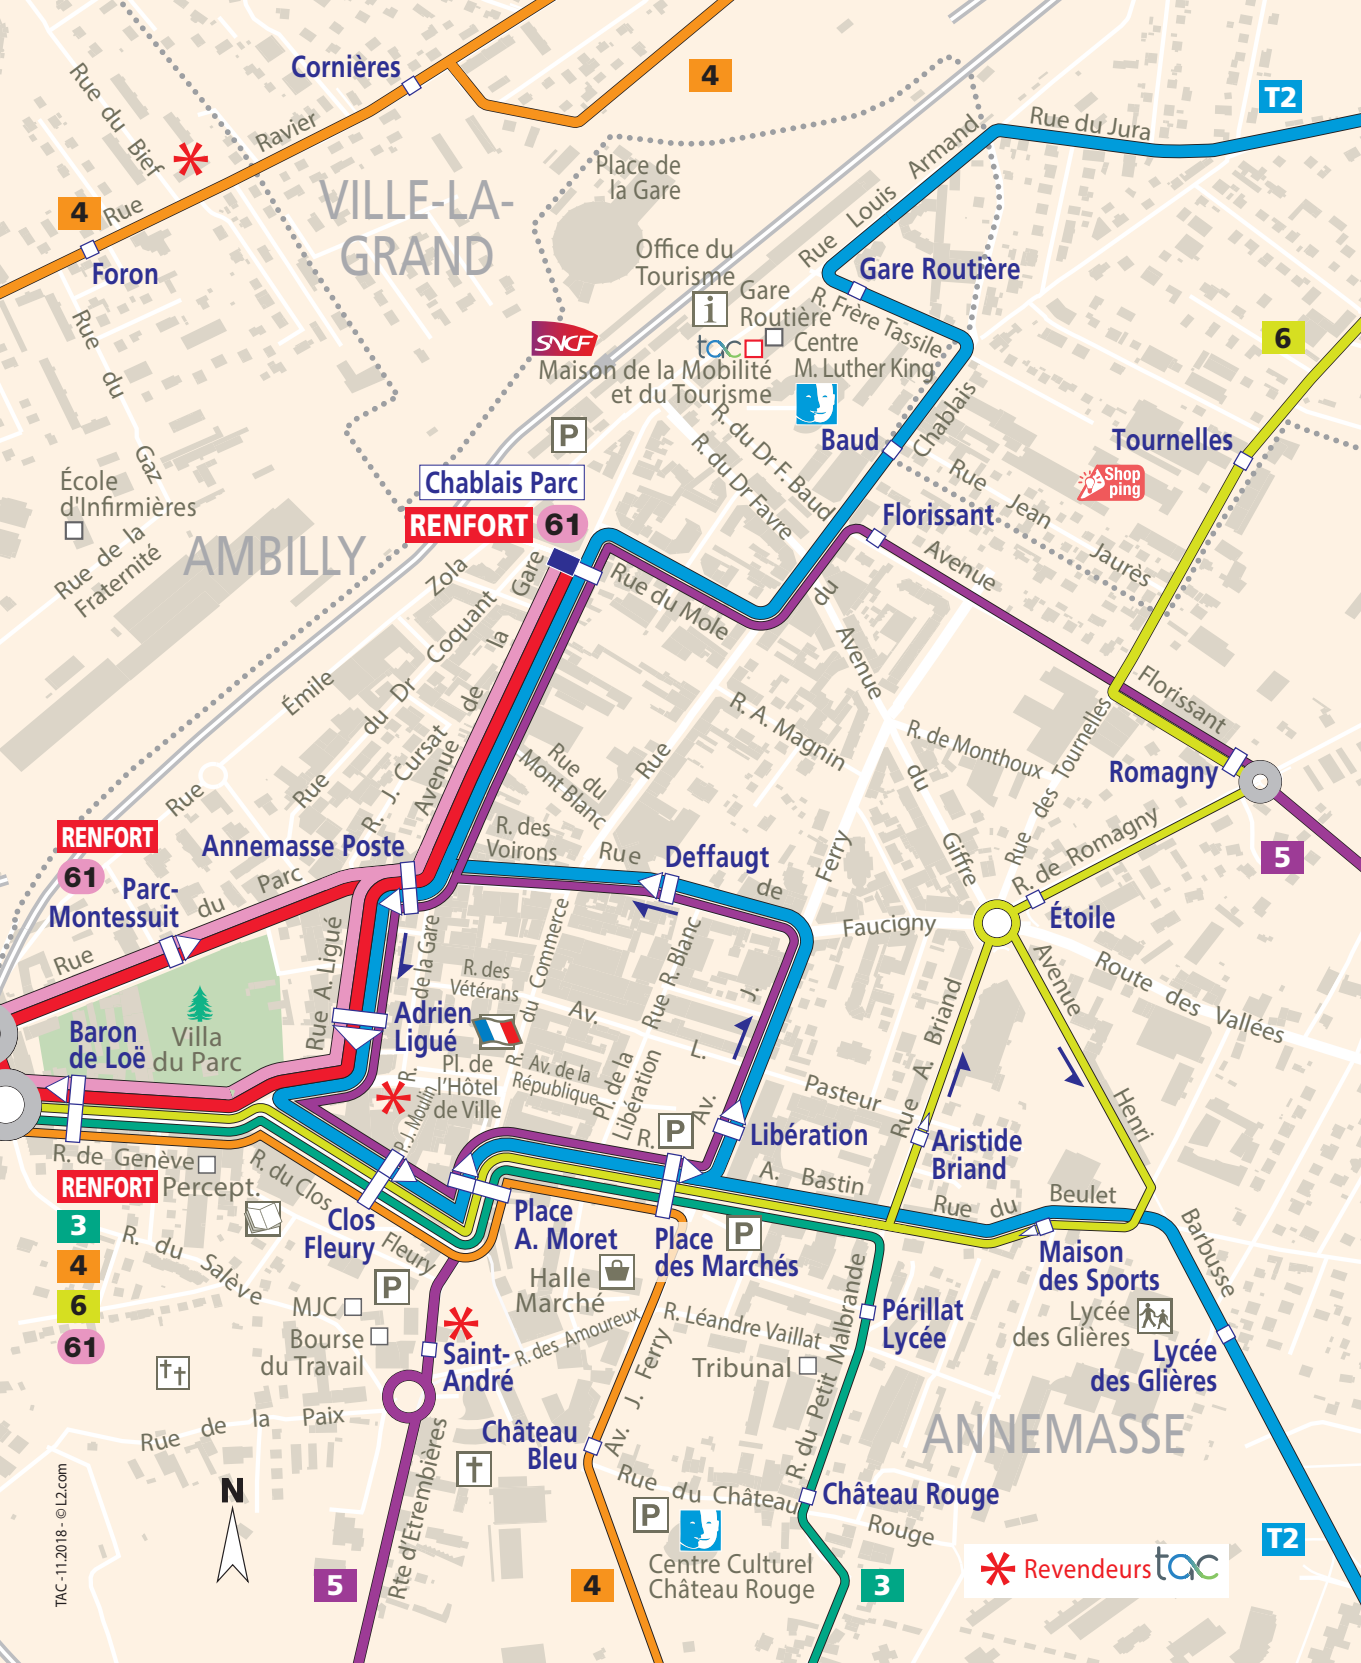 Cornières
4
T2
Rue du Bief
Ravier
Rue du Jura
Armand
Louis
Rue
Place de
la Gare
VILLE-LA-
GRAND
4
Rue
Foron
Office du
Tourisme
i
Gare
Routière
Gare Routière
R. Frère Tassile
SNCF
tac
Centre
M. Luther King
Maison de la Mobilité
et du Tourisme
6
Rue du Gaz
P
R. du Dr F. Baud
R. du Dr Favre
Baud
Chablais
Tournelles
Shop
ping
Rue Jean Jaurès
École
d'Infirmières
Chablais Parc
RENFORT 61
Florissant
Avenue
AMBILLY
Rue de la
Fraternité
Zola
Émile
Rue
Coquant
du Dr
Rue
Gare
la
de
Avenue
R. J. Cursat
Rue du Mole
du
Avenue
du
Giffre
Florissant
R. A. Magnin
R. de Monthoux
Rue des Tournelles
Romagny
Rue du
Mont Blanc
Rue
Ferry
R. de Romagny
5
RENFORT
61
Annemasse Poste
R. des
Voirons
Rue
Deffaugt
de
Faucigny
Étoile
Parc-
Montessuit
Rue du Parc
Rue A. Ligué
de la Gare
R. des
Vétérans
du Commerce
R.
Av.
Rue R. Blanc
J.
L.
Av.
Avenue
Henri
Route des Vallées
Baron
de Loë
Villa
du Parc
Adrien
Ligué
Pl. de
l'Hôtel
de Ville
R.
P. J. Moulin
Av. de la
République
Pl. de la
Libération
R.
P
Libération
Pasteur
Rue A. Briand
Aristide
Briand
R. de Genève
Percept.
R. du Clos
Fleury
A. Bastin
Rue du
Beulet
Barbusse
RENFORT
3
4
6
61
R. du Salève
Clos
Fleury
Place
A. Moret
Place
des Marchés
P
P
Maison
des Sports
Halle
Marché
MJC
Bourse
du Travail
Saint-
André
R. des Amoureux
R. Léandre Vaillat
Périllat
Lycée
Lycée
des Glières
Lycée
des Glières
Tribunal
R. du Petit Malbrande
Rue de la Paix
Château
Bleu
Av. J. Ferry
ANNEMASSE
Rte d'Etrembières
Rue du Château
Rouge
Château Rouge
N
P
Centre Culturel
Château Rouge
T2
Revendeurs tac
5
4
3
TAC - 11.2018 - © L2.com